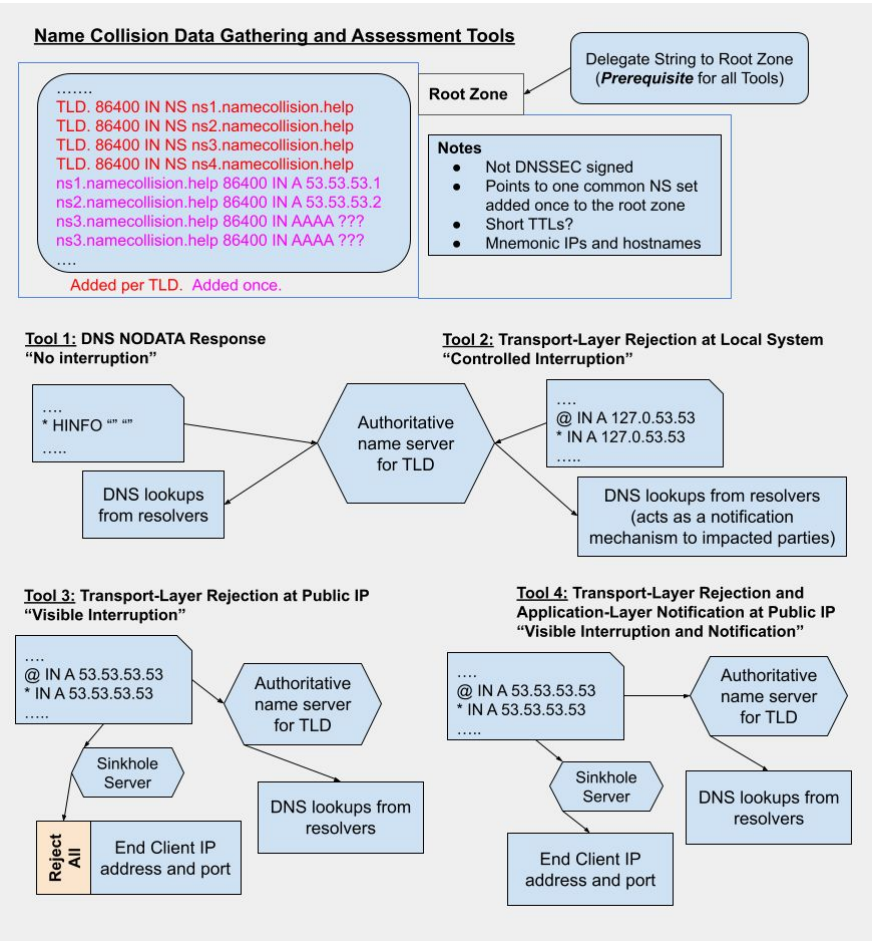 Name Collision Data Gathering and Assessment Tools
Delegate String to Root Zone
(Prerequisite for all Tools)
Root Zone
.......
TLD. 86400 IN NS ns1.namecollision.help
TLD. 86400 IN NS ns2.namecollision.help
TLD. 86400 IN NS ns3.namecollision.help
TLD. 86400 IN NS ns4.namecollision.help
ns1.namecollision.help 86400 IN A 53.53.53.1
ns2.namecollision.help 86400 IN A 53.53.53.2
ns3.namecollision.help 86400 IN AAAA ???
ns3.namecollision.help 86400 IN AAAA ???
....
Added per TLD. Added once.
Notes
● Not DNSSEC signed
● Points to one common NS set
added once to the root zone
● Short TTLs?
● Mnemonic IPs and hostnames
Tool 1: DNS NODATA Response
“No interruption”
....
* HINFO “” “”
.....
DNS lookups
from resolvers
Authoritative
name server
for TLD
Tool 2: Transport-Layer Rejection at Local System
“Controlled Interruption”
....
@ IN A 127.0.53.53
* IN A 127.0.53.53
.....
DNS lookups from resolvers
(acts as a notification
mechanism to impacted parties)
Tool 3: Transport-Layer Rejection at Public IP
“Visible Interruption”
....
@ IN A 53.53.53.53
* IN A 53.53.53.53
.....
Authoritative
name server
for TLD
Sinkhole
Server
DNS lookups from
resolvers
Reject
All
End Client IP
address and port
Tool 4: Transport-Layer Rejection and
Application-Layer Notification at Public IP
“Visible Interruption and Notification”
....
@ IN A 53.53.53.53
* IN A 53.53.53.53
.....
Authoritative
name server
for TLD
Sinkhole
Server
DNS lookups from
resolvers
End Client IP
address and port